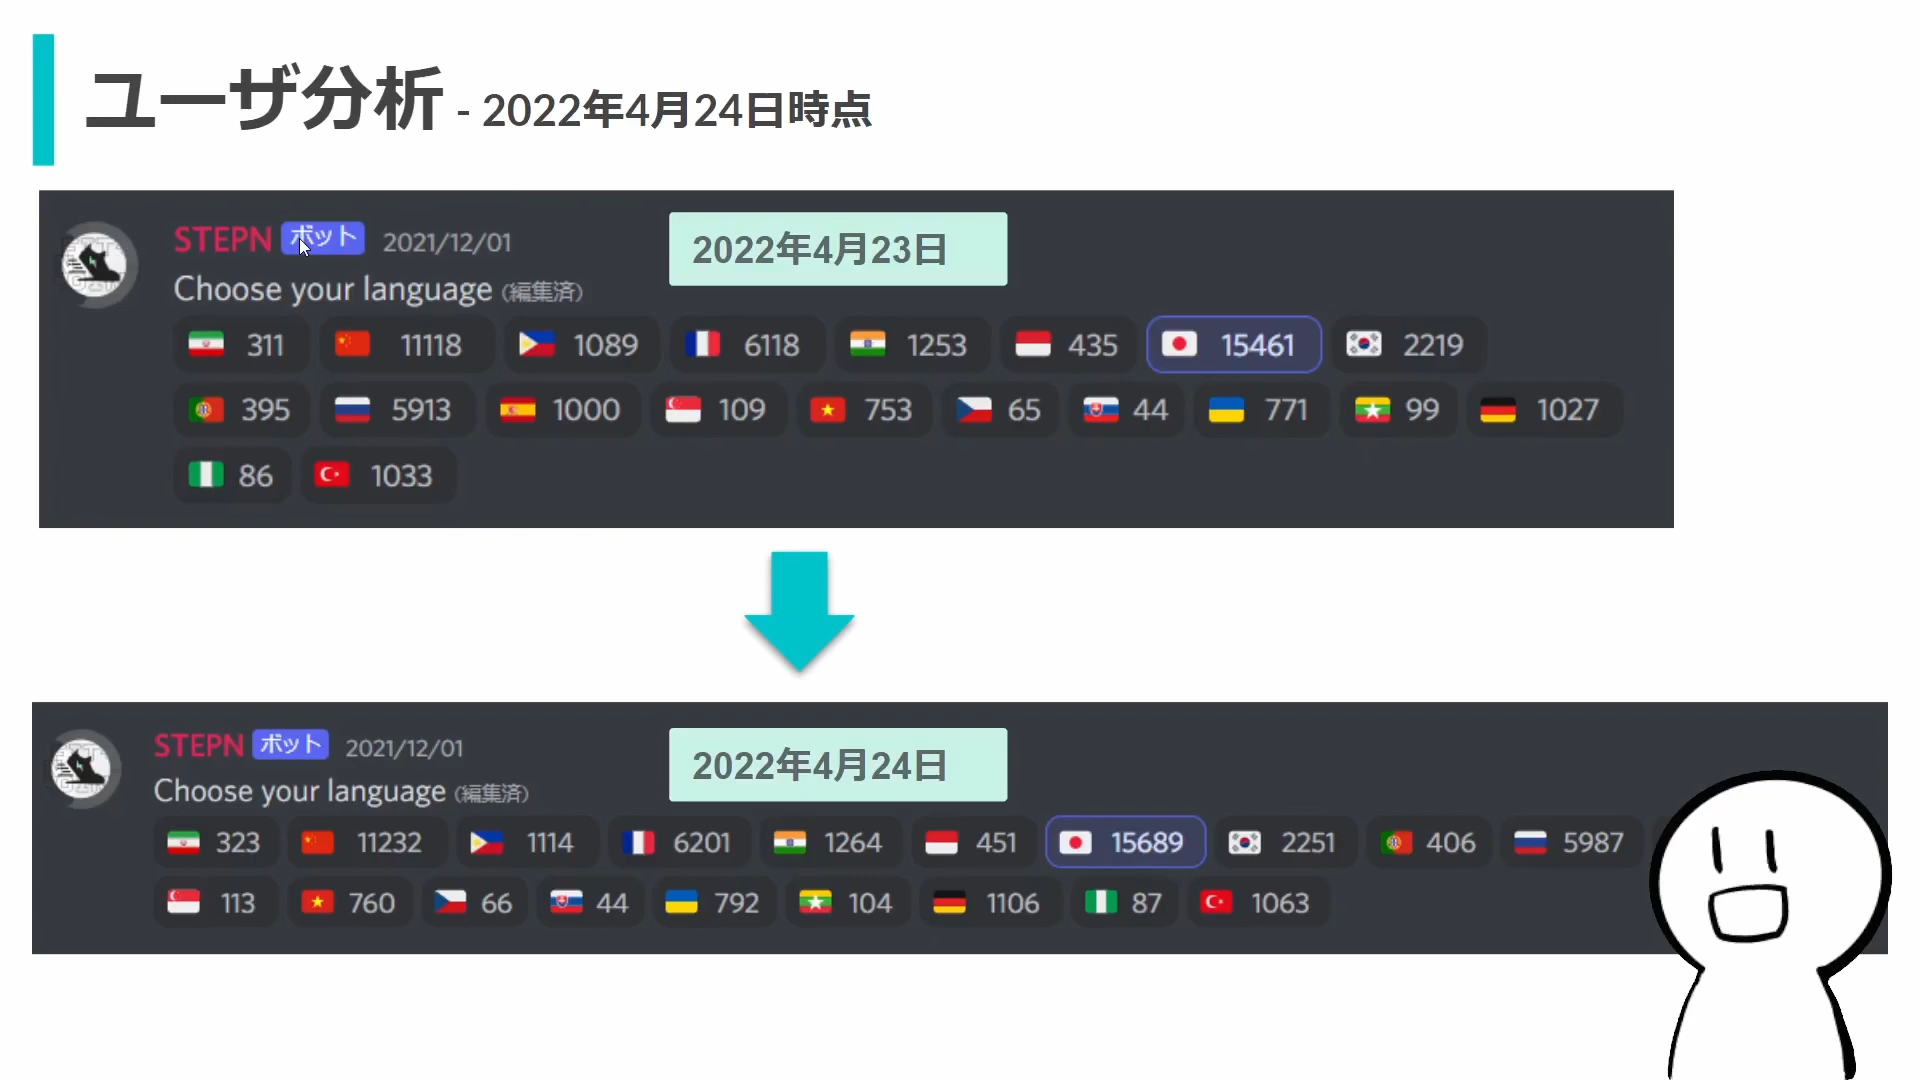 ユーザ分析 - 2022年4月24日時点
STEPN ボット 2021/12/01
2022年4月23日
Choose your language (編集済)
311 11118 1089 6118 1253 435 15461 2219
395 5913 1000 109 753 65 44 771 99 1027
86 1033
STEPN ボット 2021/12/01
2022年4月24日
Choose your language (編集済)
323 11232 1114 6201 1264 451 15689 2251 406 5987
113 760 66 44 792 104 1106 87 1063